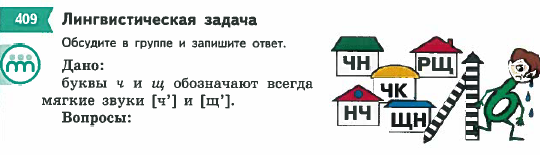 409 Лингвистическая задача
Обсудите в группе и запишите ответ.
Дано:
буквы ч и щ обозначают всегда
мягкие звуки [ч’] и [щ’].
Вопросы:
ЧН
РЩ
ЧК
НЧ
ЩН
ь